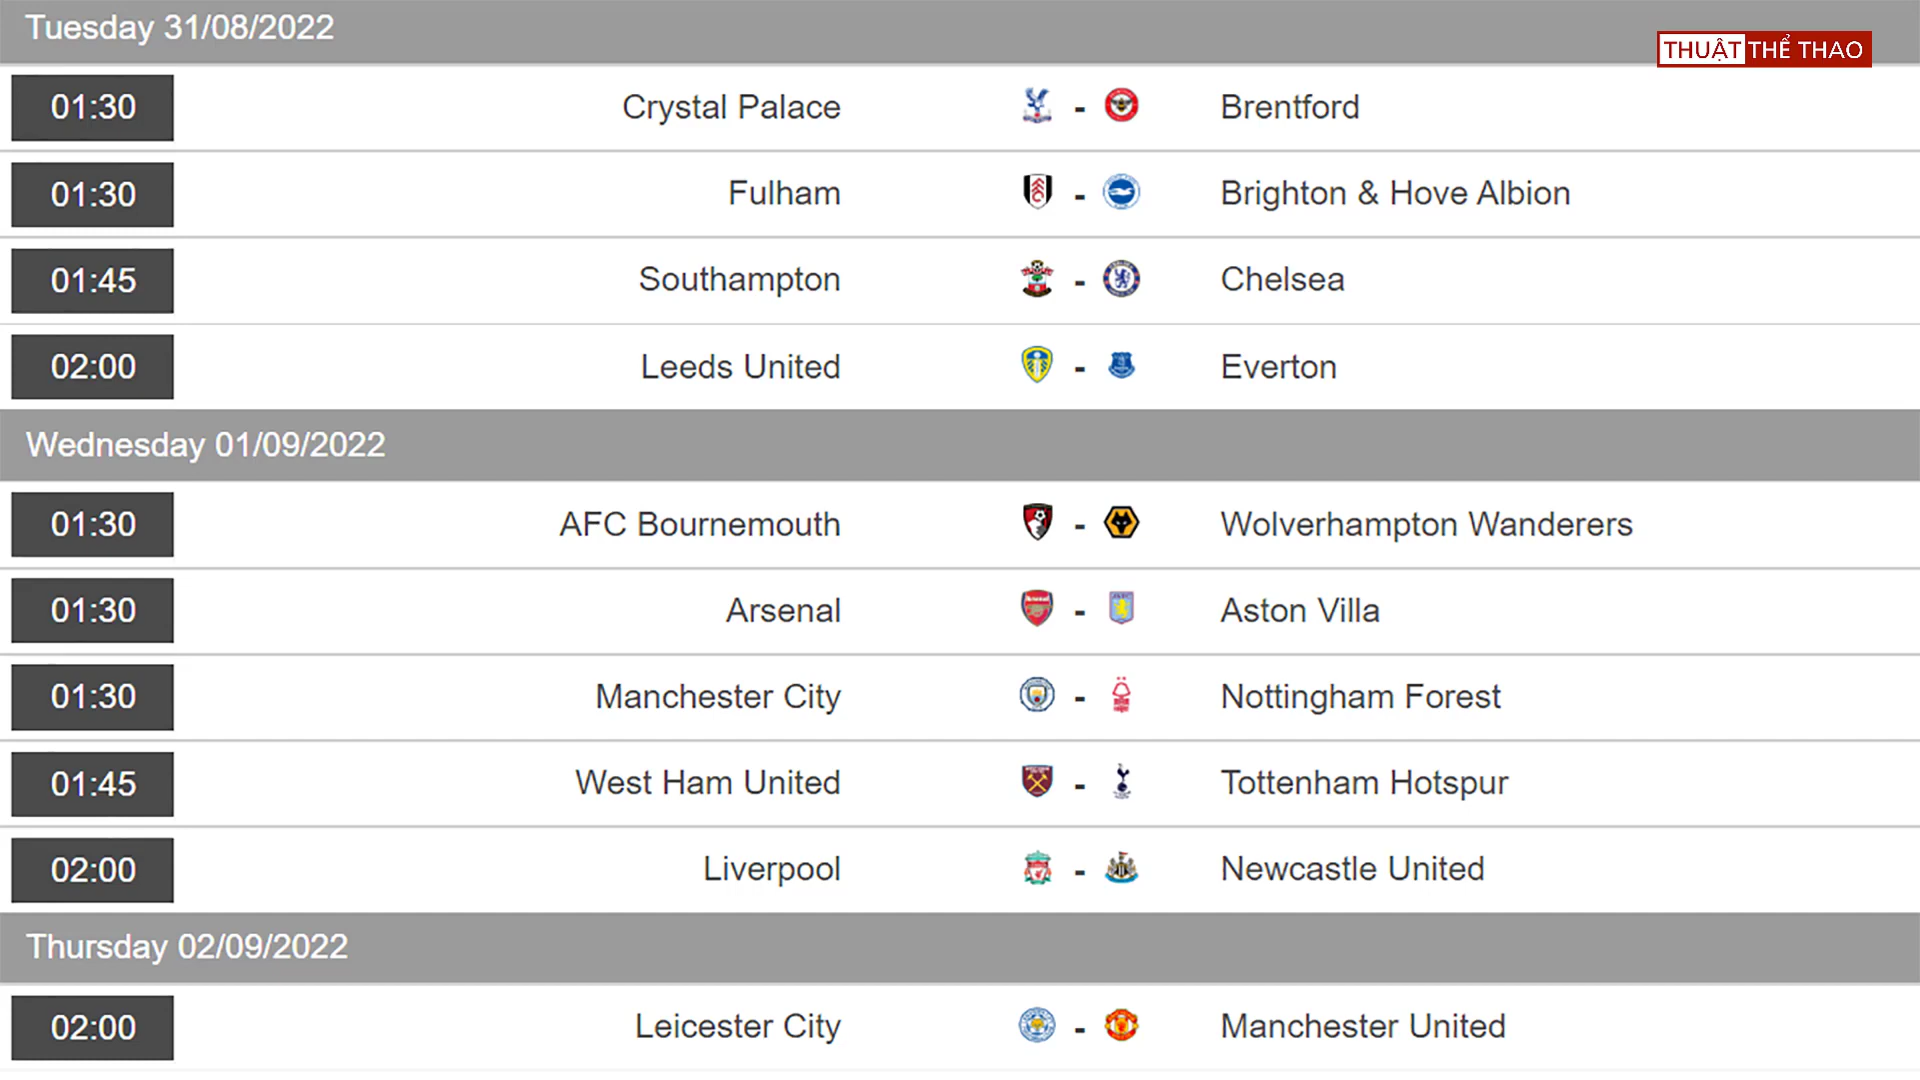 Tuesday 31/08/2022
THUẬT THỂ THAO
01:30 Crystal Palace - Brentford
01:30 Fulham - Brighton & Hove Albion
01:45 Southampton - Chelsea
02:00 Leeds United - Everton
Wednesday 01/09/2022
01:30 AFC Bournemouth - Wolverhampton Wanderers
01:30 Arsenal - Aston Villa
01:30 Manchester City - Nottingham Forest
01:45 West Ham United - Tottenham Hotspur
02:00 Liverpool - Newcastle United
Thursday 02/09/2022
02:00 Leicester City - Manchester United